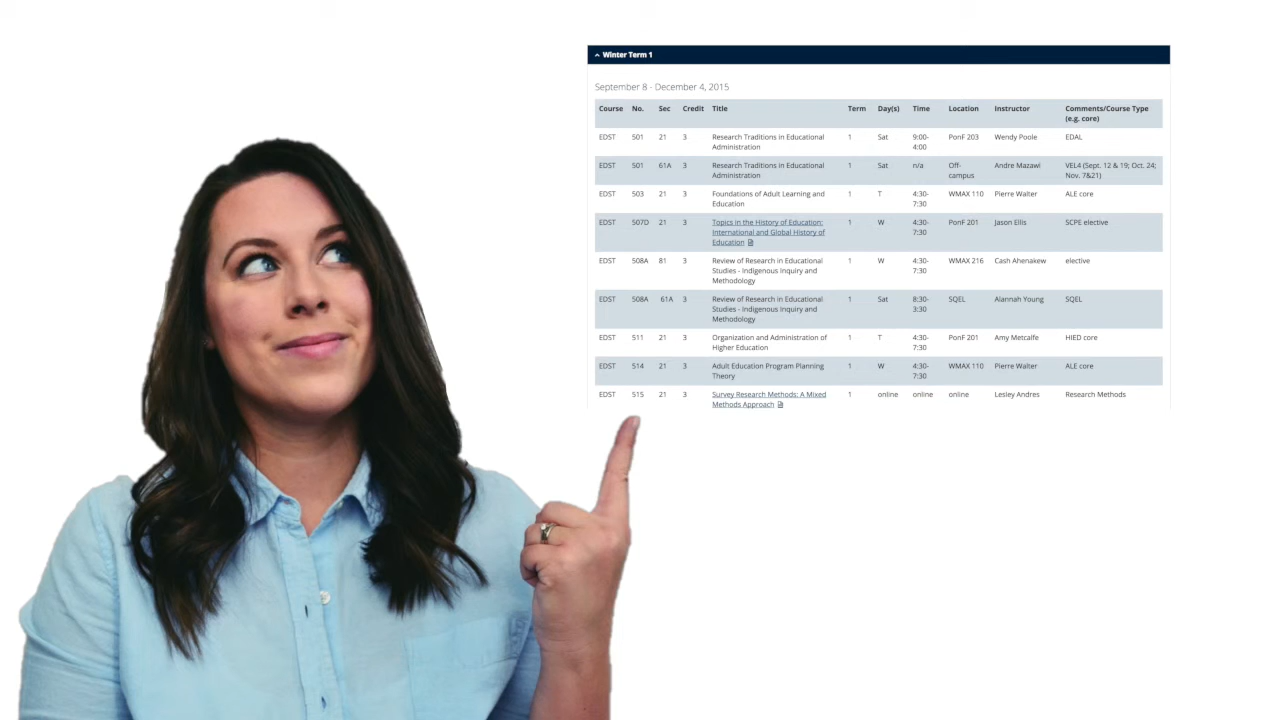 Winter Term 1
September 8 - December 4, 2015
Course No. Sec Credit Title Term Day(s) Time Location Instructor Comments/Course Type
(e.g. core)
EDST 501 21 3 Research Traditions in Educational 1 Sat 9:00- PonF 203 Wendy Poole EDAL
Administration 4:00
EDST 501 61A 3 Research Traditions in Educational 1 Sat n/a Off- Andre Mazawi VEL4 (Sept. 12 & 19; Oct. 24;
Administration campus Nov. 7&21)
EDST 503 21 3 Foundations of Adult Learning and 1 T 4:30- WMAX 110 Pierre Walter ALE core
Education 7:30
EDST 507D 21 3 Topics in the History of Education: 1 W 4:30- PonF 201 Jason Ellis SCPE elective
International and Global History of 7:30
Education
EDST 508A 81 3 Review of Research in Educational 1 W 4:30- WMAX 216 Cash Ahenakew elective
Studies - Indigenous Inquiry and 7:30
Methodology
EDST 508A 61A 3 Review of Research in Educational 1 Sat 8:30- SQEL Alannah Young SQEL
Studies - Indigenous Inquiry and 3:30
Methodology
EDST 511 21 3 Organization and Administration of 1 T 4:30- PonF 201 Amy Metcalfe HIED core
Higher Education 7:30
EDST 514 21 3 Adult Education Program Planning 1 W 4:30- WMAX 110 Pierre Walter ALE core
Theory 7:30
EDST 515 21 3 Survey Research Methods: A Mixed 1 online online online Lesley Andres Research Methods
Methods Approach